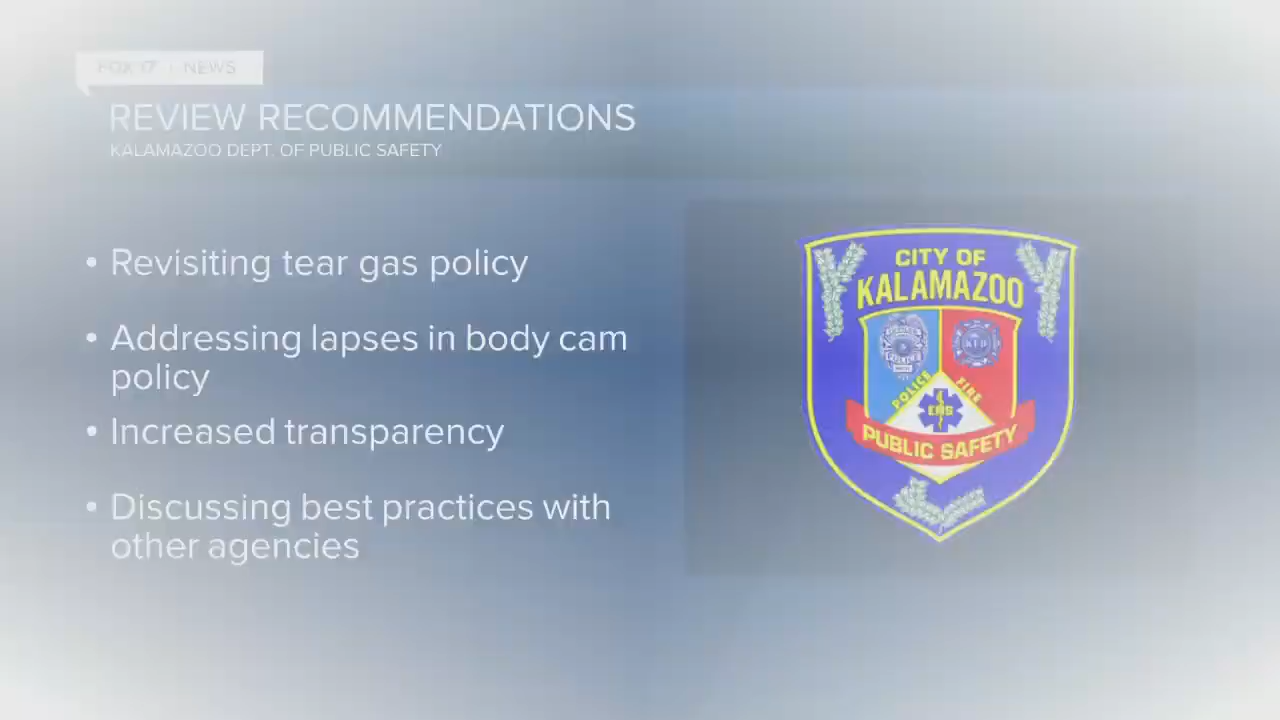 FOX 17 | NEWS
REVIEW RECOMMENDATIONS
KALAMAZOO DEPT. OF PUBLIC SAFETY
• Revisiting tear gas policy
• Addressing lapses in body cam
policy
• Increased transparency
• Discussing best practices with
other agencies
CITY OF
KALAMAZOO
POLICE
FIRE
EMS
PUBLIC SAFETY